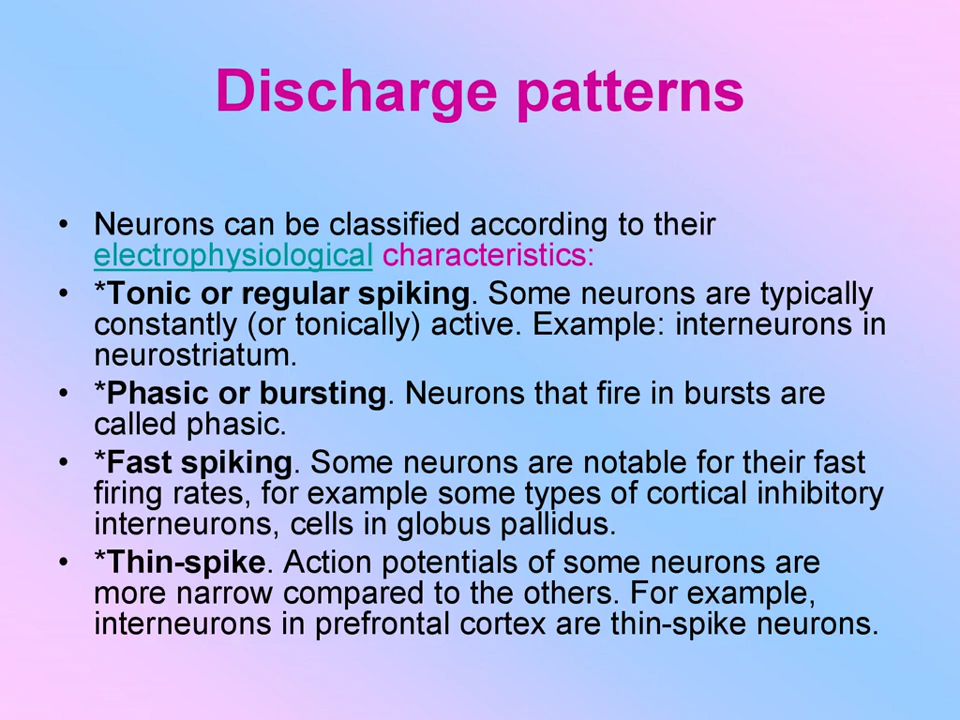 Discharge patterns
• Neurons can be classified according to their
electrophysiological characteristics:
• *Tonic or regular spiking. Some neurons are typically
constantly (or tonically) active. Example: interneurons in
neurostriatum.
• *Phasic or bursting. Neurons that fire in bursts are
called phasic.
• *Fast spiking. Some neurons are notable for their fast
firing rates, for example some types of cortical inhibitory
interneurons, cells in globus pallidus.
• *Thin-spike. Action potentials of some neurons are
more narrow compared to the others. For example,
interneurons in prefrontal cortex are thin-spike neurons.